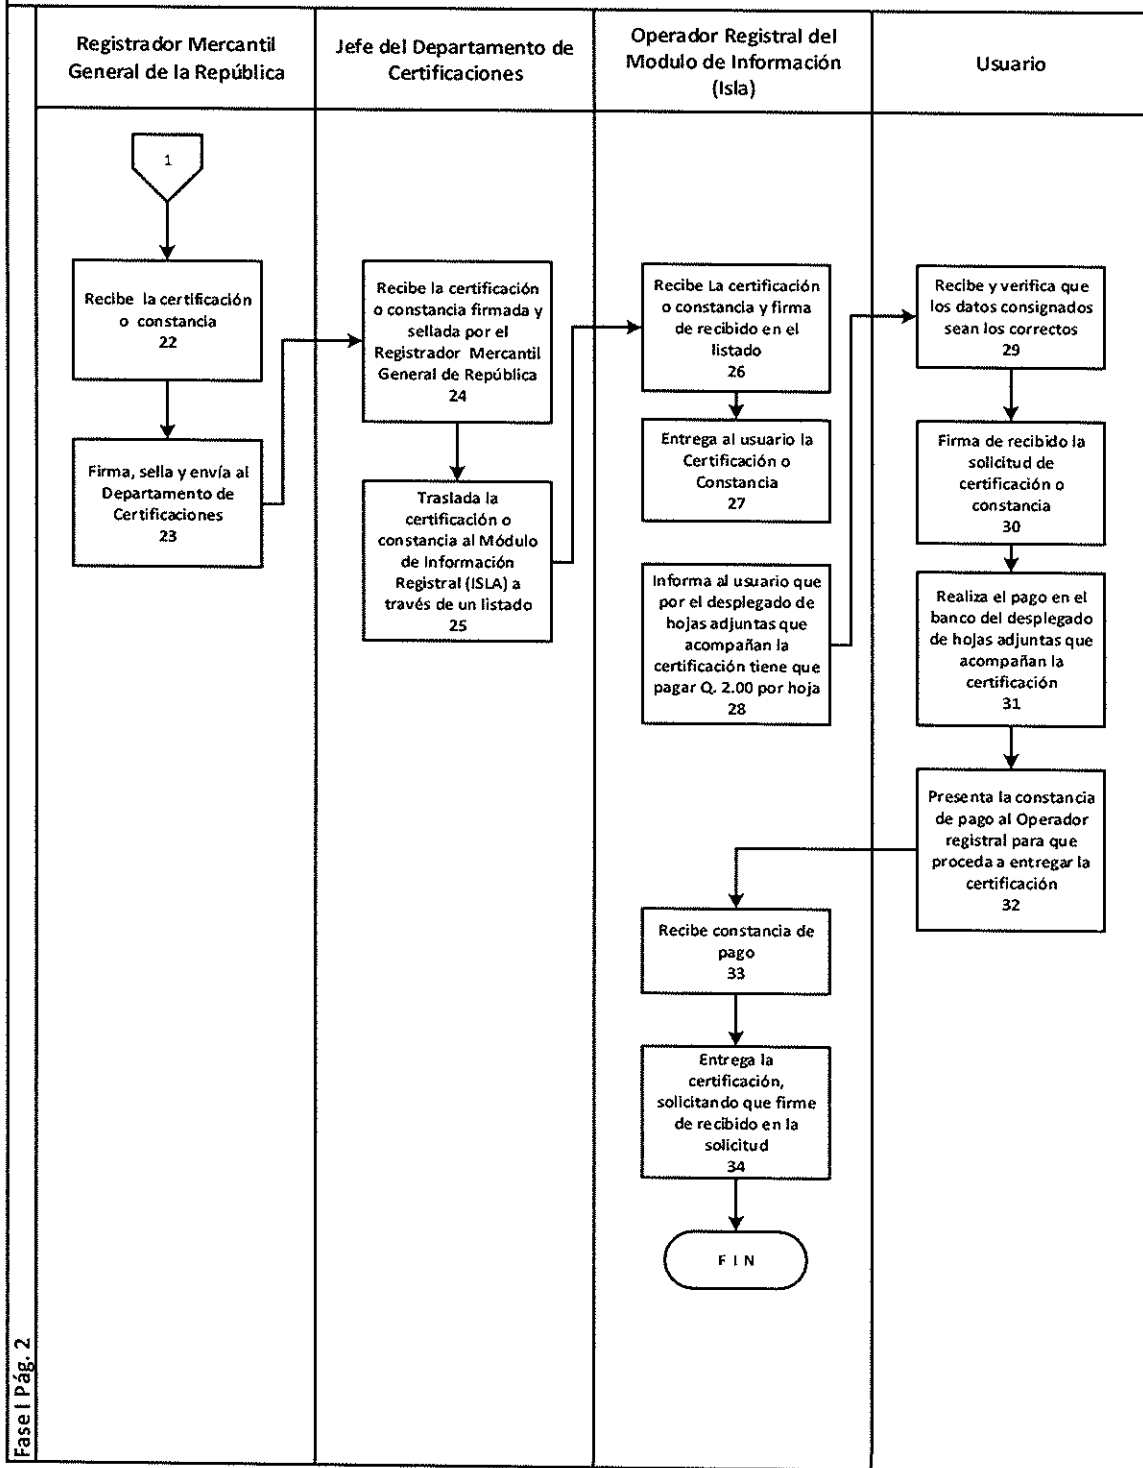 Registrador Mercantil
General de la República
Jefe del Departamento de
Certificaciones
Operador Registral del
Modulo de Información
(Isla)
Usuario
1
Recibe la certificación
o constancia
22
Firma, sella y envía al
Departamento de
Certificaciones
23
Recibe la certificación
o constancia firmada y
sellada por el
Registrador Mercantil
General de República
24
Traslada la
certificación o
constancia al Módulo
de Información
Registral (ISLA) a
través de un listado
25
Recibe La certificación
o constancia y firma
de recibido en el
listado
26
Entrega al usuario la
Certificación o
Constancia
27
Informa al usuario que
por el desplegado de
hojas adjuntas que
acompañan la
certificación tiene que
pagar Q. 2.00 por hoja
28
Recibe y verifica que
los datos consignados
sean los correctos
29
Firma de recibido la
solicitud de
certificación o
constancia
30
Realiza el pago en el
banco del desplegado
de hojas adjuntas que
acompañan la
certificación
31
Presenta la constancia
de pago al Operador
registral para que
proceda a entregar la
certificación
32
Recibe constancia de
pago
33
Entrega la
certificación,
solicitando que firme
de recibido en la
solicitud
34
F I N
Fase I Pág. 2